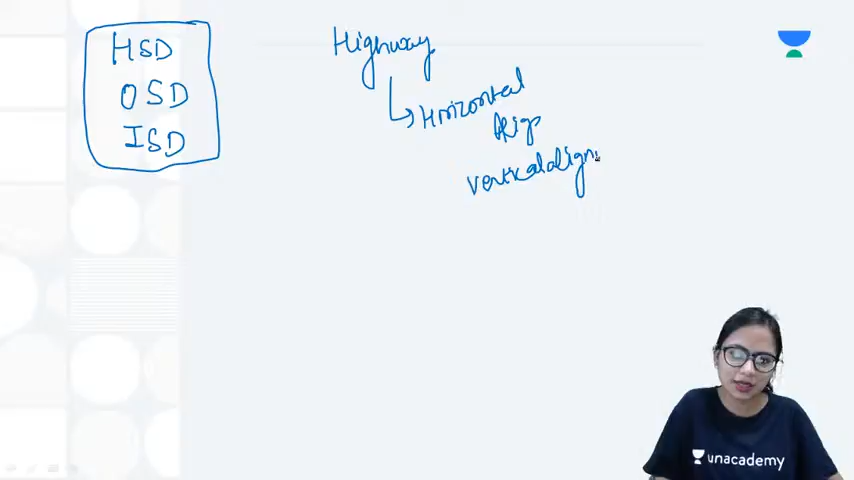 HSD
OSD
ISD
Highway
Horizontal
Align
Vertical align
unacademy